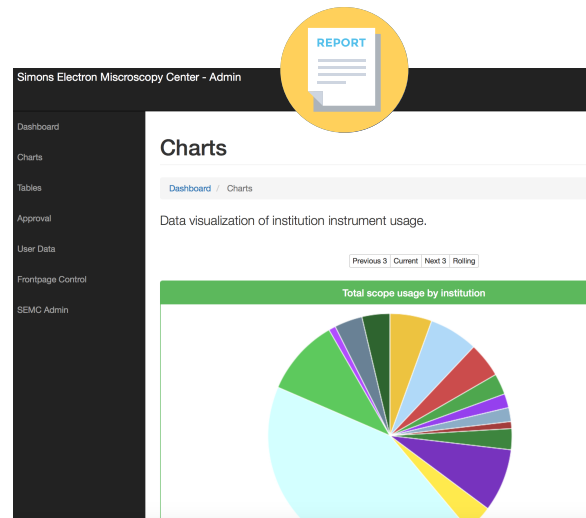 REPORT
Simons Electron Miscroscopy Center - Admin
Dashboard
Charts
Tables
Approval
User Data
Frontpage Control
SEMC Admin
Charts
Dashboard / Charts
Data visualization of institution instrument usage.
Previous 3 Current Next 3 Rolling
Total scope usage by institution